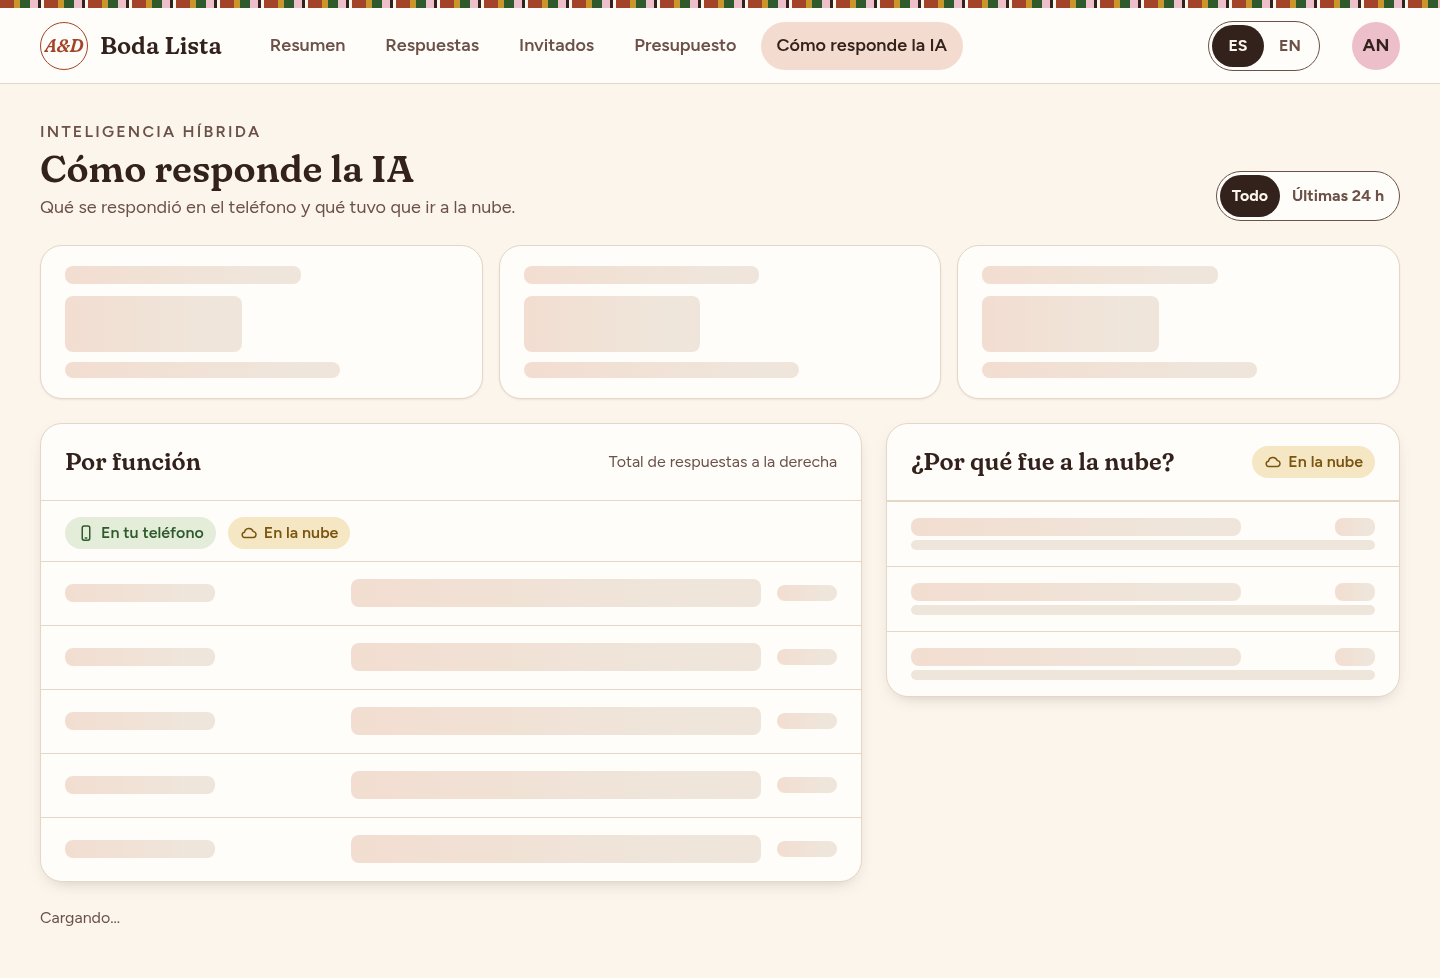 A&D Boda Lista Resumen Respuestas Invitados Presupuesto Cómo responde la IA ES EN AN
INTELIGENCIA HÍBRIDA
Cómo responde la IA
Qué se respondió en el teléfono y qué tuvo que ir a la nube.
Todo Últimas 24 h
Por función Total de respuestas a la derecha
En tu teléfono En la nube
¿Por qué fue a la nube? En la nube
Cargando...